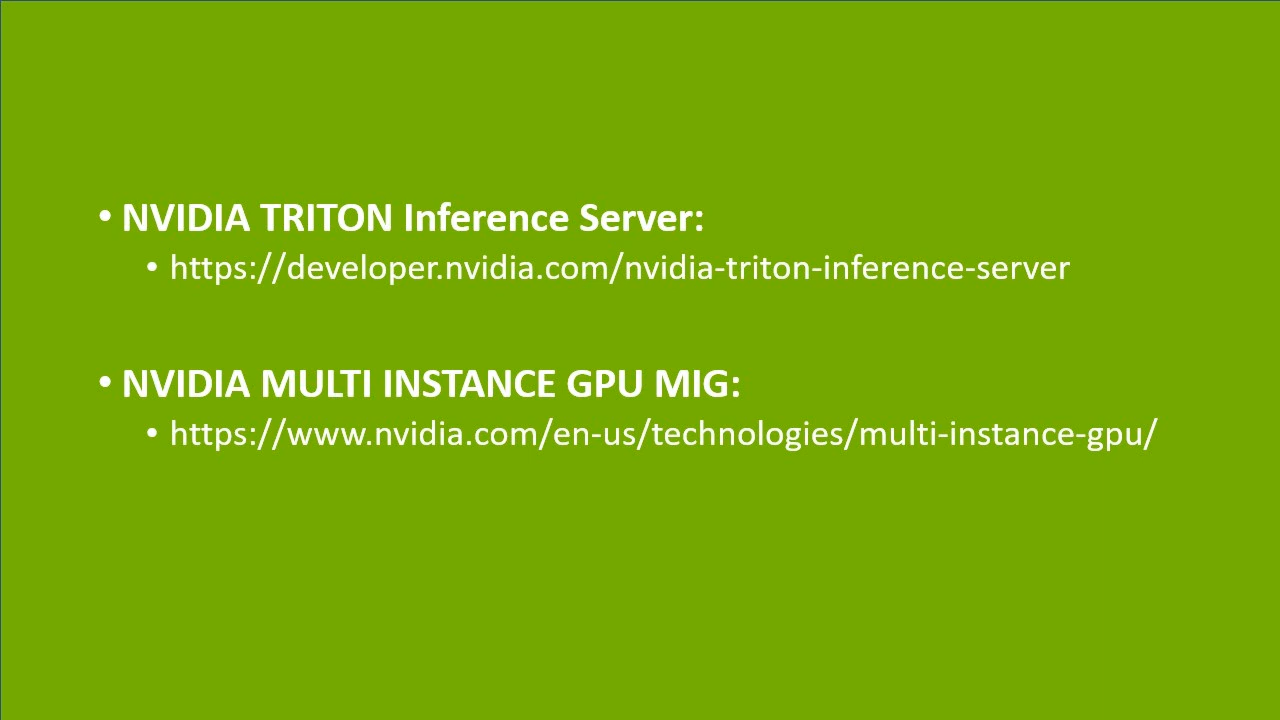 • NVIDIA TRITON Inference Server:
• https://developer.nvidia.com/nvidia-triton-inference-server
• NVIDIA MULTI INSTANCE GPU MIG:
• https://www.nvidia.com/en-us/technologies/multi-instance-gpu/